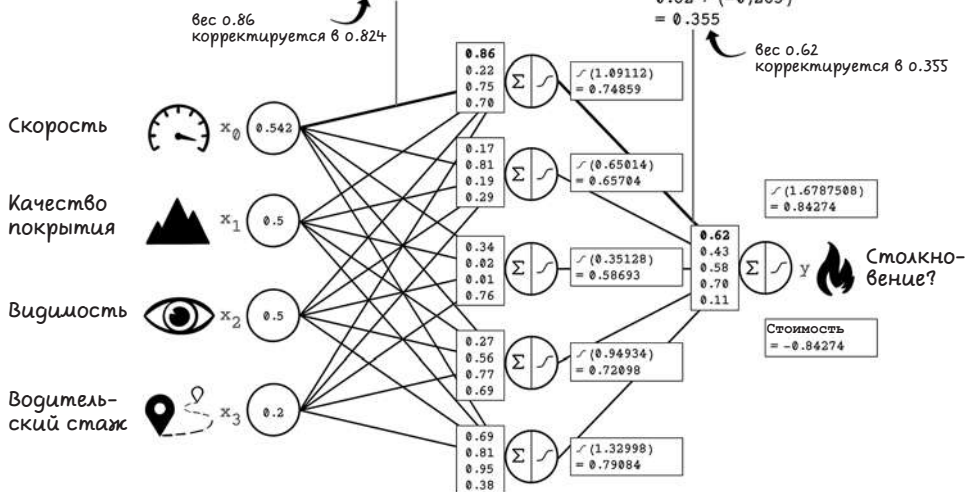 вес 0.86
корректируется в 0.824
= 0.355
вес 0.62
корректируется в 0.355
Скорость
x0
0.542
Качество
покрытия
x1
0.5
Видимость
x2
0.5
Водитель-
ский стаж
x3
0.2
0.86
0.22
0.75
0.70
Σ
(1.09112)
= 0.74859
0.17
0.81
0.19
0.29
Σ
(0.65014)
= 0.65704
0.34
0.02
0.01
0.76
Σ
(0.35128)
= 0.58693
0.27
0.56
0.77
0.69
Σ
(0.94934)
= 0.72098
0.69
0.81
0.95
0.38
Σ
(1.32998)
= 0.79084
0.62
0.43
0.58
0.70
0.11
Σ
y
(1.6787508)
= 0.84274
Столкно-
вение?
Стоимость
= -0.84274